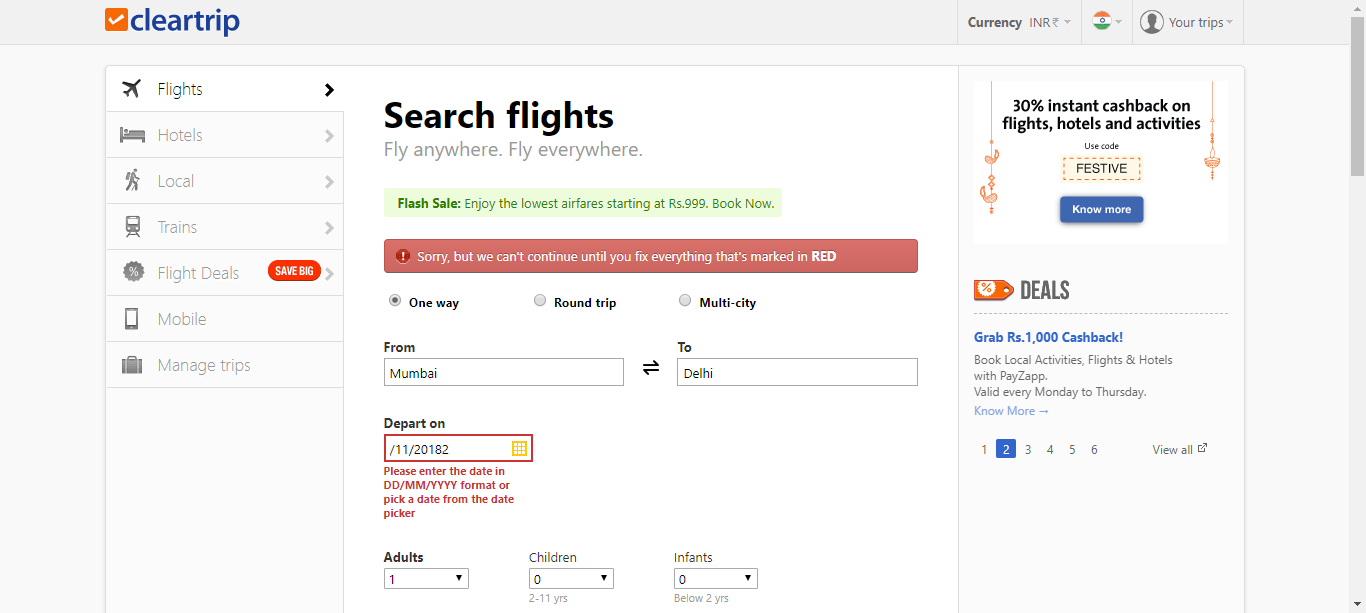 cleartrip
Currency INR ₹
Your trips
Flights
Hotels
Local
Trains
Flight Deals SAVE BIG
Mobile
Manage trips
Search flights
Fly anywhere. Fly everywhere.
Flash Sale: Enjoy the lowest airfares starting at Rs.999. Book Now.
Sorry, but we can't continue until you fix everything that's marked in RED
One way Round trip Multi-city
From To
Mumbai Delhi
Depart on
/11/20182
Please enter the date in
DD/MM/YYYY format or
pick a date from the date
picker
Adults Children Infants
1 0 0
2-11 yrs Below 2 yrs
30% instant cashback on
flights, hotels and activities
Use code
FESTIVE
Know more
% DEALS
Grab Rs.1,000 Cashback!
Book Local Activities, Flights & Hotels
with PayZapp.
Valid every Monday to Thursday.
Know More →
1 2 3 4 5 6 View all